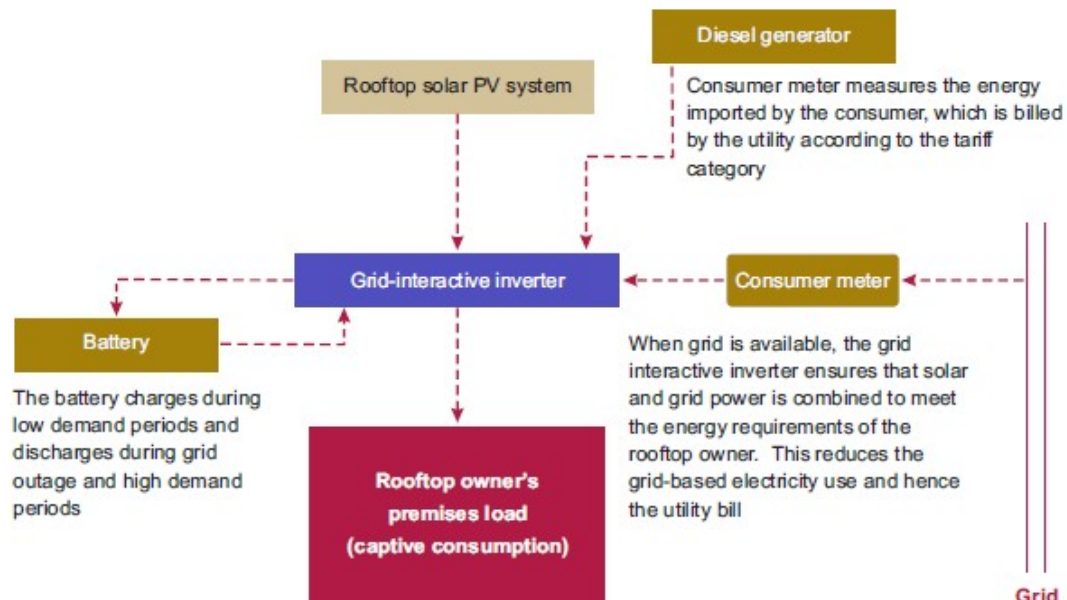 Diesel generator
Rooftop solar PV system
Consumer meter measures the energy
imported by the consumer, which is billed
by the utility according to the tariff
category
Grid-interactive inverter
Consumer meter
Battery
The battery charges during
low demand periods and
discharges during grid
outage and high demand
periods
When grid is available, the grid
interactive inverter ensures that solar
and grid power is combined to meet
the energy requirements of the
rooftop owner. This reduces the
grid-based electricity use and hence
the utility bill
Rooftop owner's
premises load
(captive consumption)
Grid